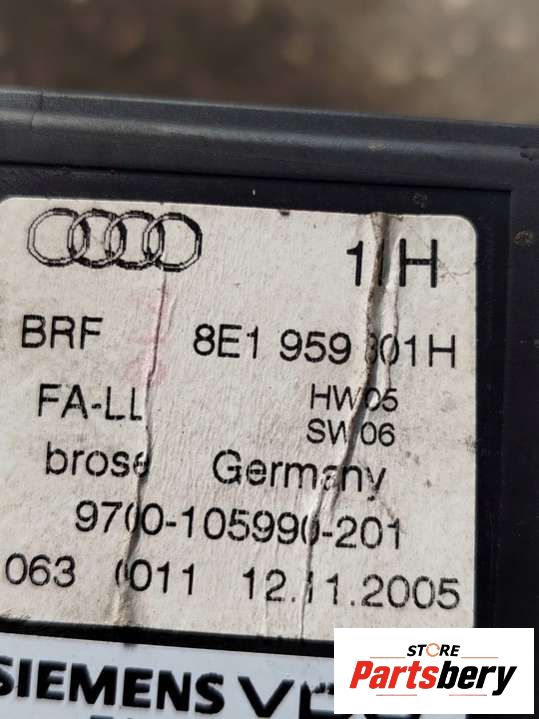 1IH
BRF 8E1 959 801H
FA-LL HW05
SW06
brose Germany
9700-105990-201
063 0011 12.11.2005
SIEMENS
STORE
Partsbery